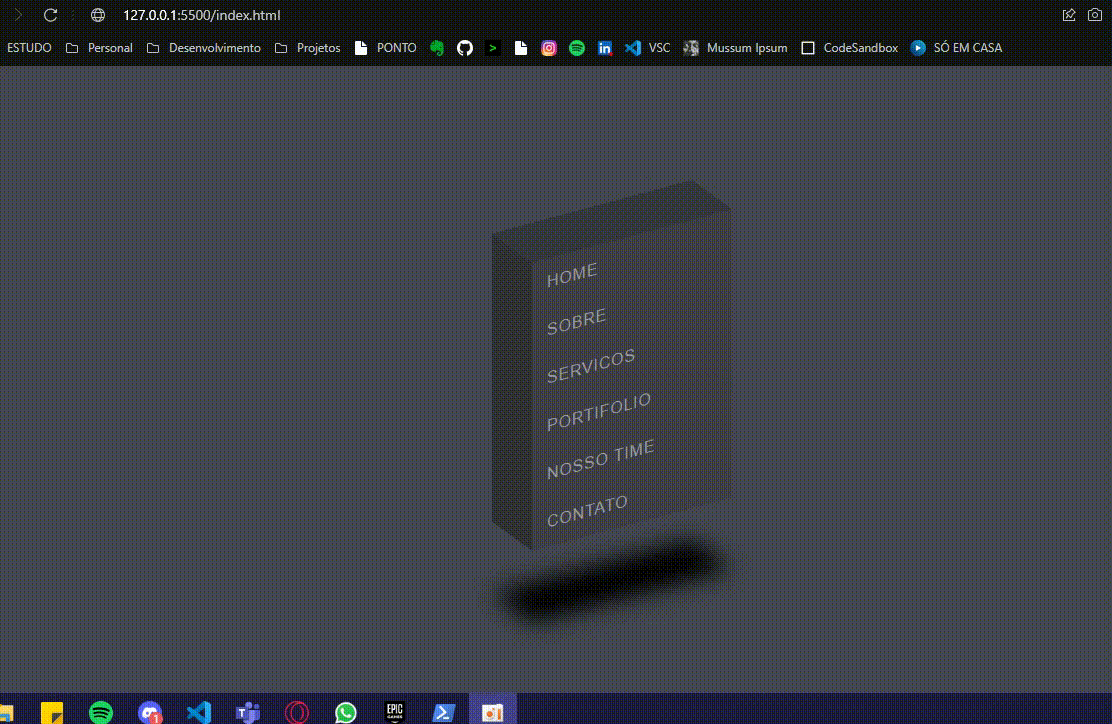 127.0.0.1:5500/index.html
ESTUDO Personal Desenvolvimento Projetos PONTO > VSC Mussum Ipsum CodeSandbox SÓ EM CASA
HOME
SOBRE
SERVICOS
PORTIFOLIO
NOSSO TIME
CONTATO
1 EPIC GAMES